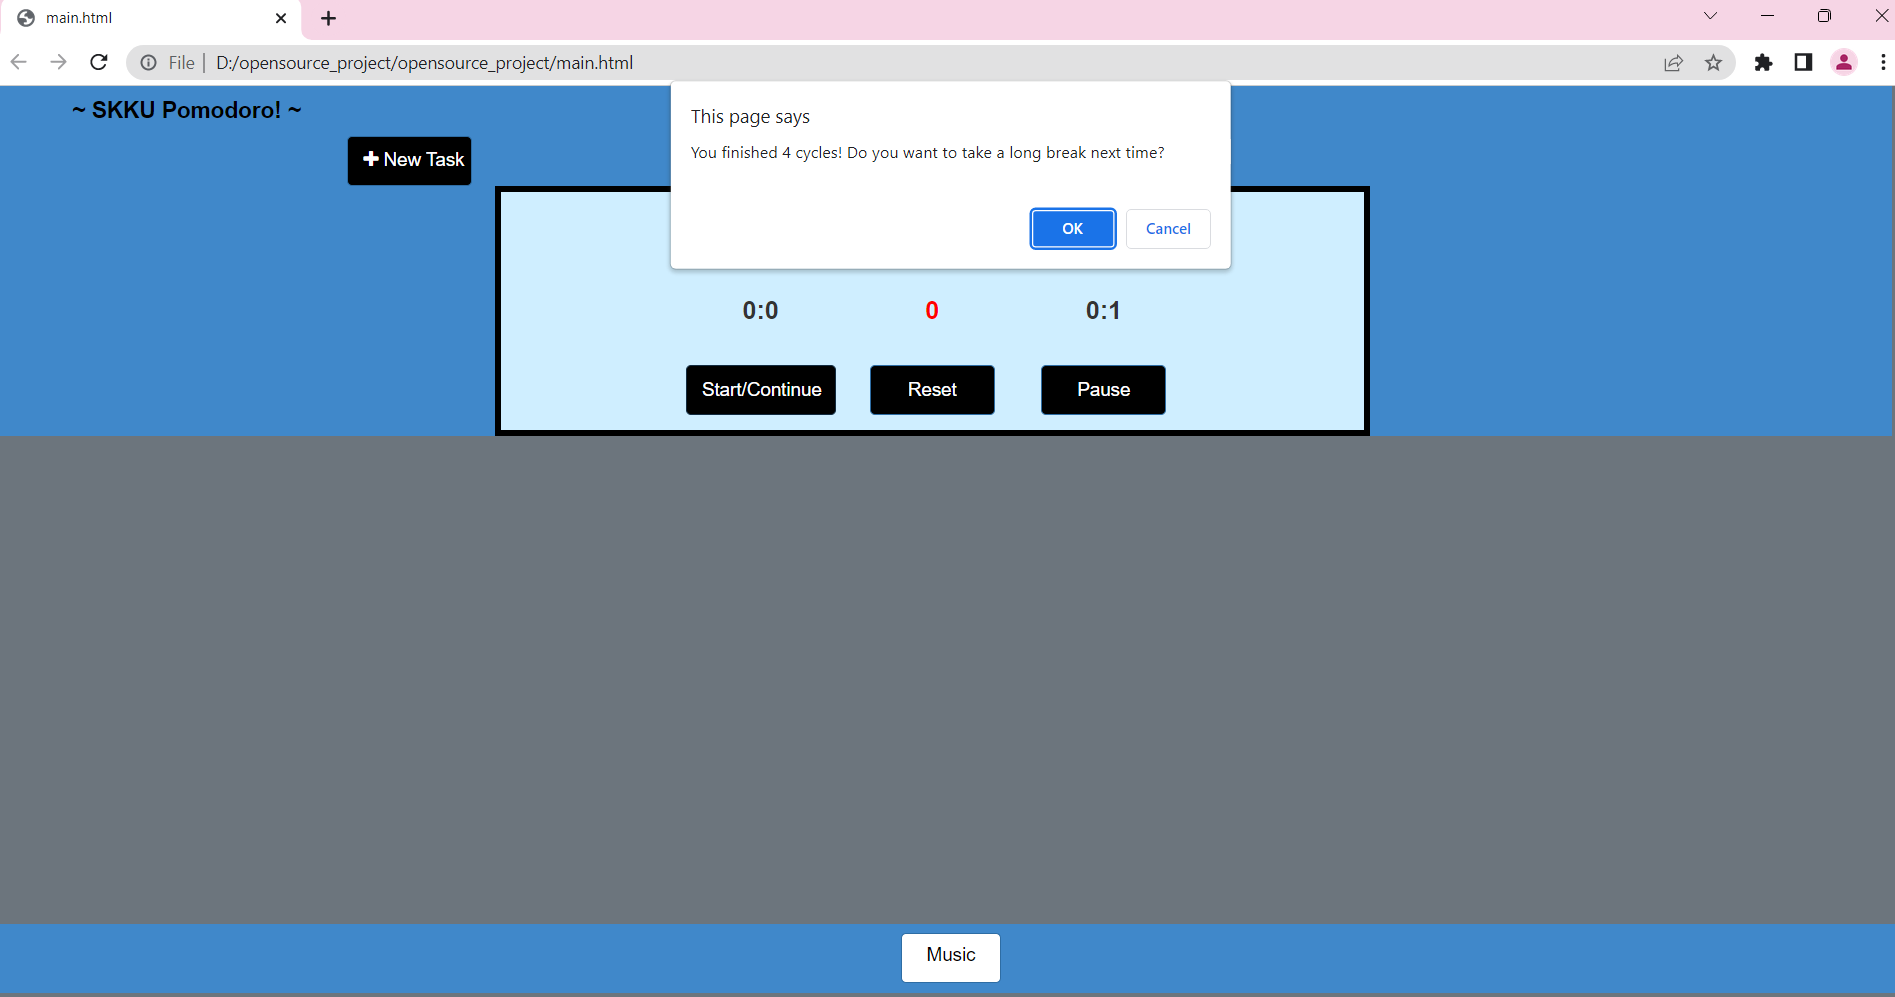 main.html
File
D:/opensource_project/opensource_project/main.html
~ SKKU Pomodoro! ~
New Task
This page says
You finished 4 cycles! Do you want to take a long break next time?
OK Cancel
0:0 0 0:1
Start/Continue Reset Pause
Music